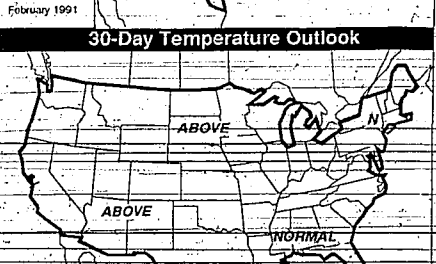 February 1991
30-Day Temperature Outlook
N
ABOVE
ABOVE
NORMAL